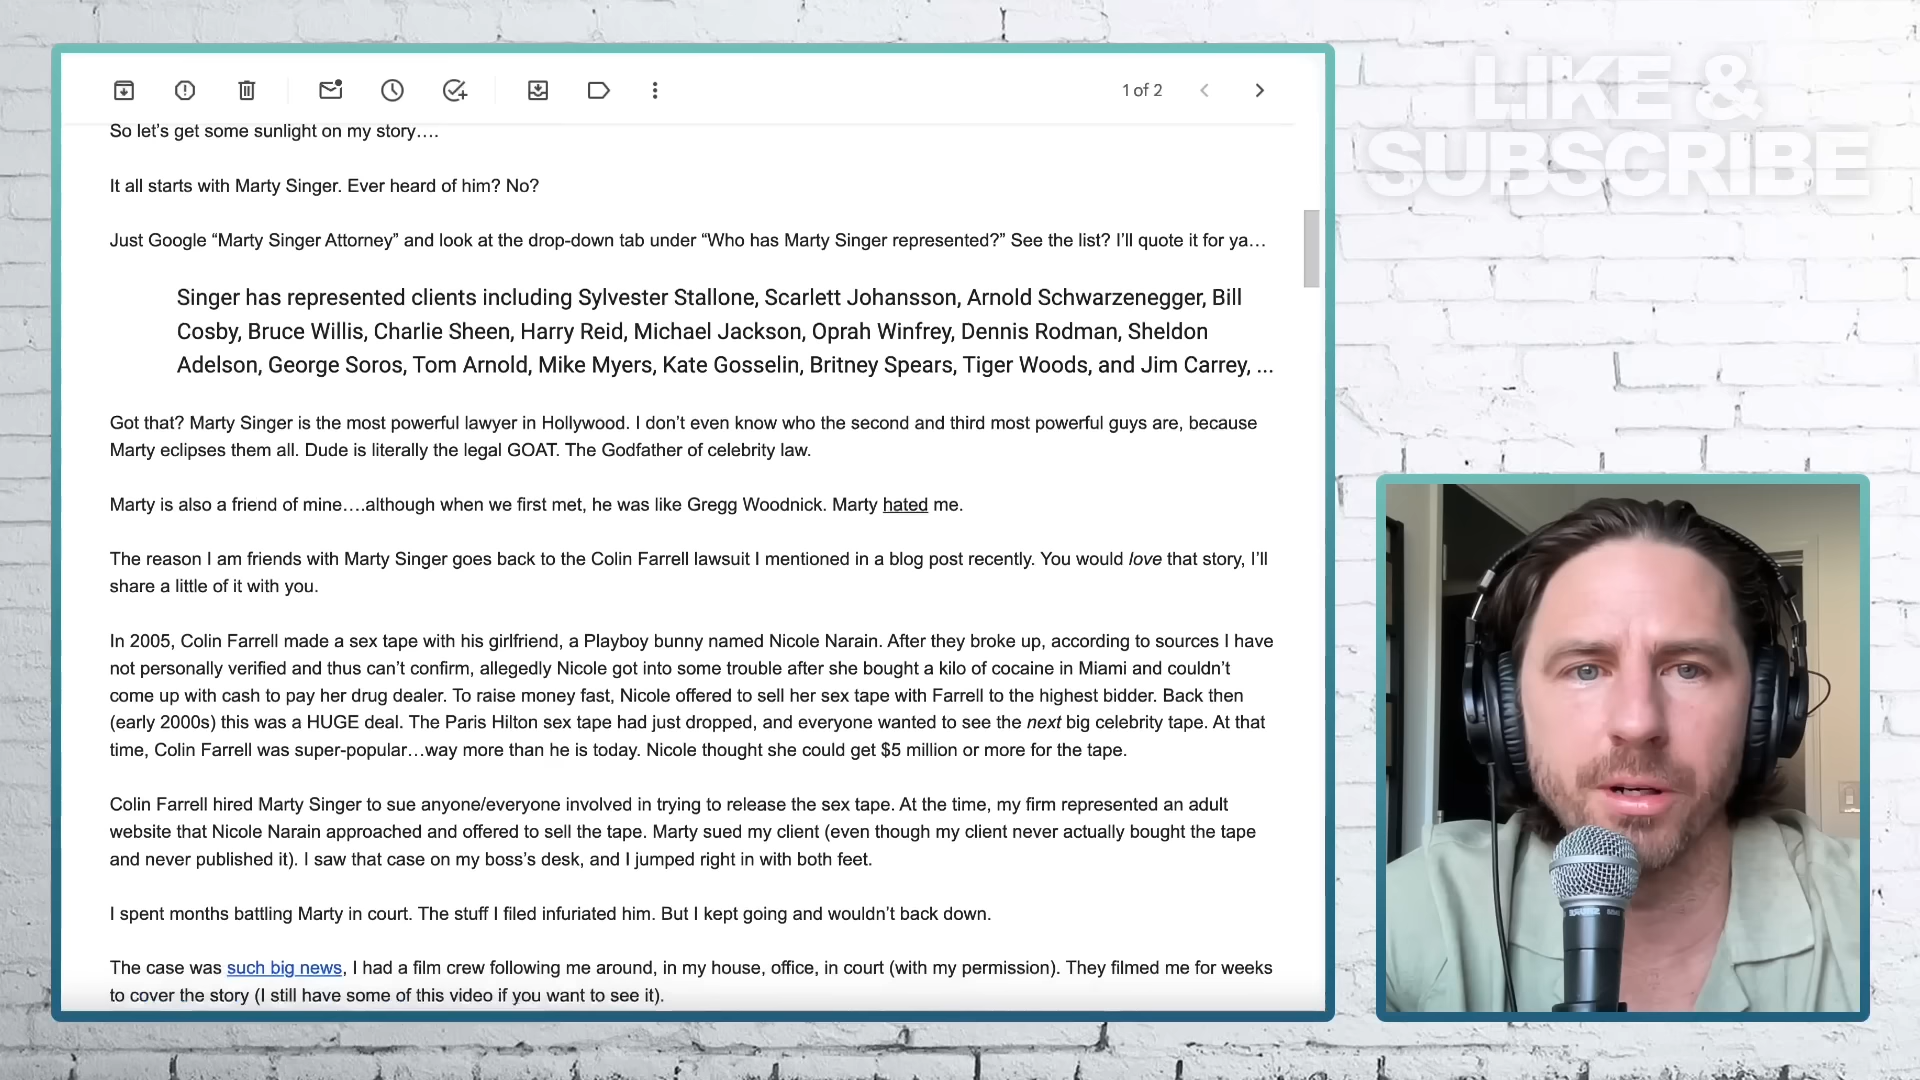 1 of 2
LIKE &
SUBSCRIBE
So let’s get some sunlight on my story….
It all starts with Marty Singer. Ever heard of him? No?
Just Google “Marty Singer Attorney” and look at the drop-down tab under “Who has Marty Singer represented?” See the list? I’ll quote it for ya…
Singer has represented clients including Sylvester Stallone, Scarlett Johansson, Arnold Schwarzenegger, Bill
Cosby, Bruce Willis, Charlie Sheen, Harry Reid, Michael Jackson, Oprah Winfrey, Dennis Rodman, Sheldon
Adelson, George Soros, Tom Arnold, Mike Myers, Kate Gosselin, Britney Spears, Tiger Woods, and Jim Carrey, ...
Got that? Marty Singer is the most powerful lawyer in Hollywood. I don’t even know who the second and third most powerful guys are, because
Marty eclipses them all. Dude is literally the legal GOAT. The Godfather of celebrity law.
Marty is also a friend of mine….although when we first met, he was like Gregg Woodnick. Marty hated me.
The reason I am friends with Marty Singer goes back to the Colin Farrell lawsuit I mentioned in a blog post recently. You would love that story, I’ll
share a little of it with you.
In 2005, Colin Farrell made a sex tape with his girlfriend, a Playboy bunny named Nicole Narain. After they broke up, according to sources I have
not personally verified and thus can’t confirm, allegedly Nicole got into some trouble after she bought a kilo of cocaine in Miami and couldn’t
come up with cash to pay her drug dealer. To raise money fast, Nicole offered to sell her sex tape with Farrell to the highest bidder. Back then
(early 2000s) this was a HUGE deal. The Paris Hilton sex tape had just dropped, and everyone wanted to see the next big celebrity tape. At that
time, Colin Farrell was super-popular…way more than he is today. Nicole thought she could get $5 million or more for the tape.
Colin Farrell hired Marty Singer to sue anyone/everyone involved in trying to release the sex tape. At the time, my firm represented an adult
website that Nicole Narain approached and offered to sell the tape. Marty sued my client (even though my client never actually bought the tape
and never published it). I saw that case on my boss’s desk, and I jumped right in with both feet.
I spent months battling Marty in court. The stuff I filed infuriated him. But I kept going and wouldn’t back down.
The case was such big news, I had a film crew following me around, in my house, office, in court (with my permission). They filmed me for weeks
to cover the story (I still have some of this video if you want to see it).